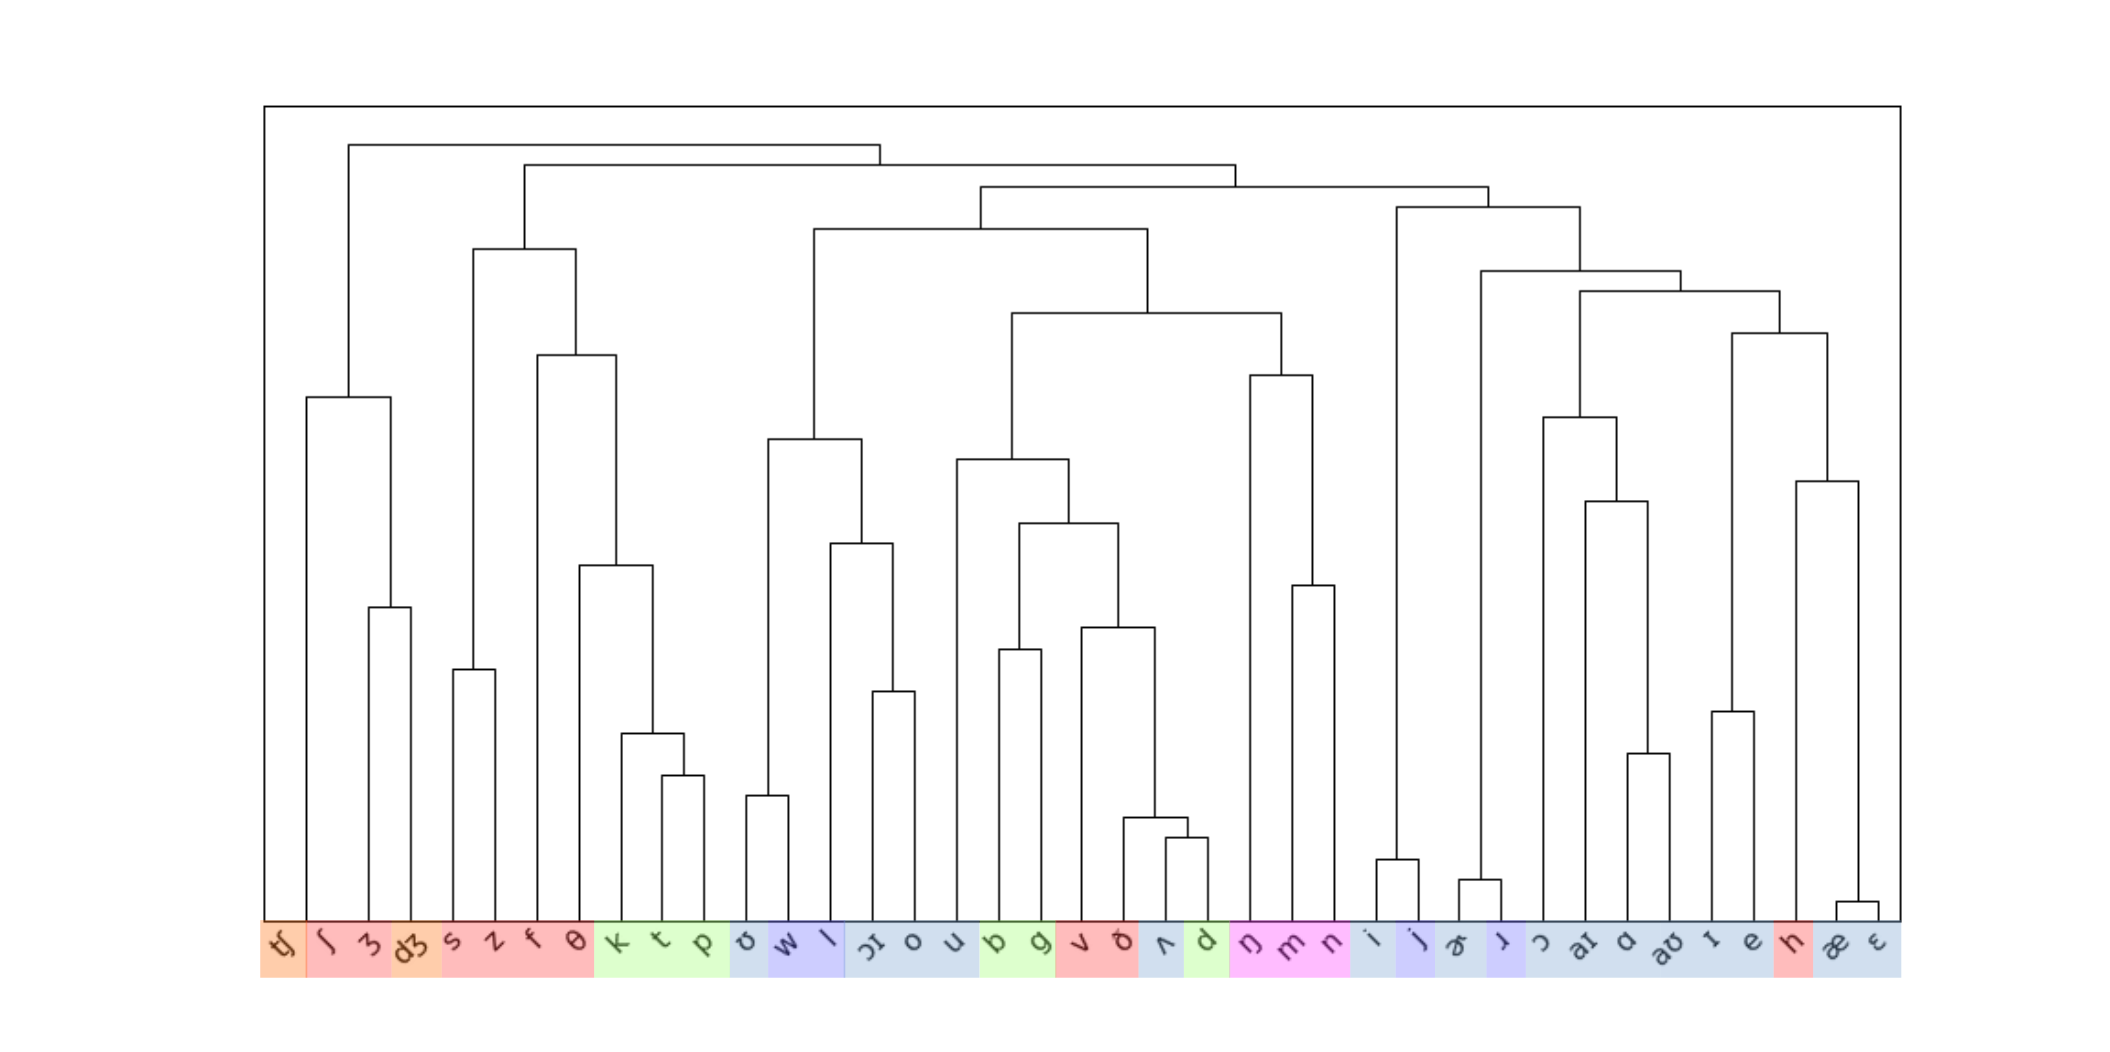 tʃ ʃ ʒ dʒ s z f θ k t p ʊ w l ɔɪ o u b g v ð ʌ d ŋ m n i j ɚ ɹ ɔ aɪ ɑ aʊ ɪ e h æ ɛ